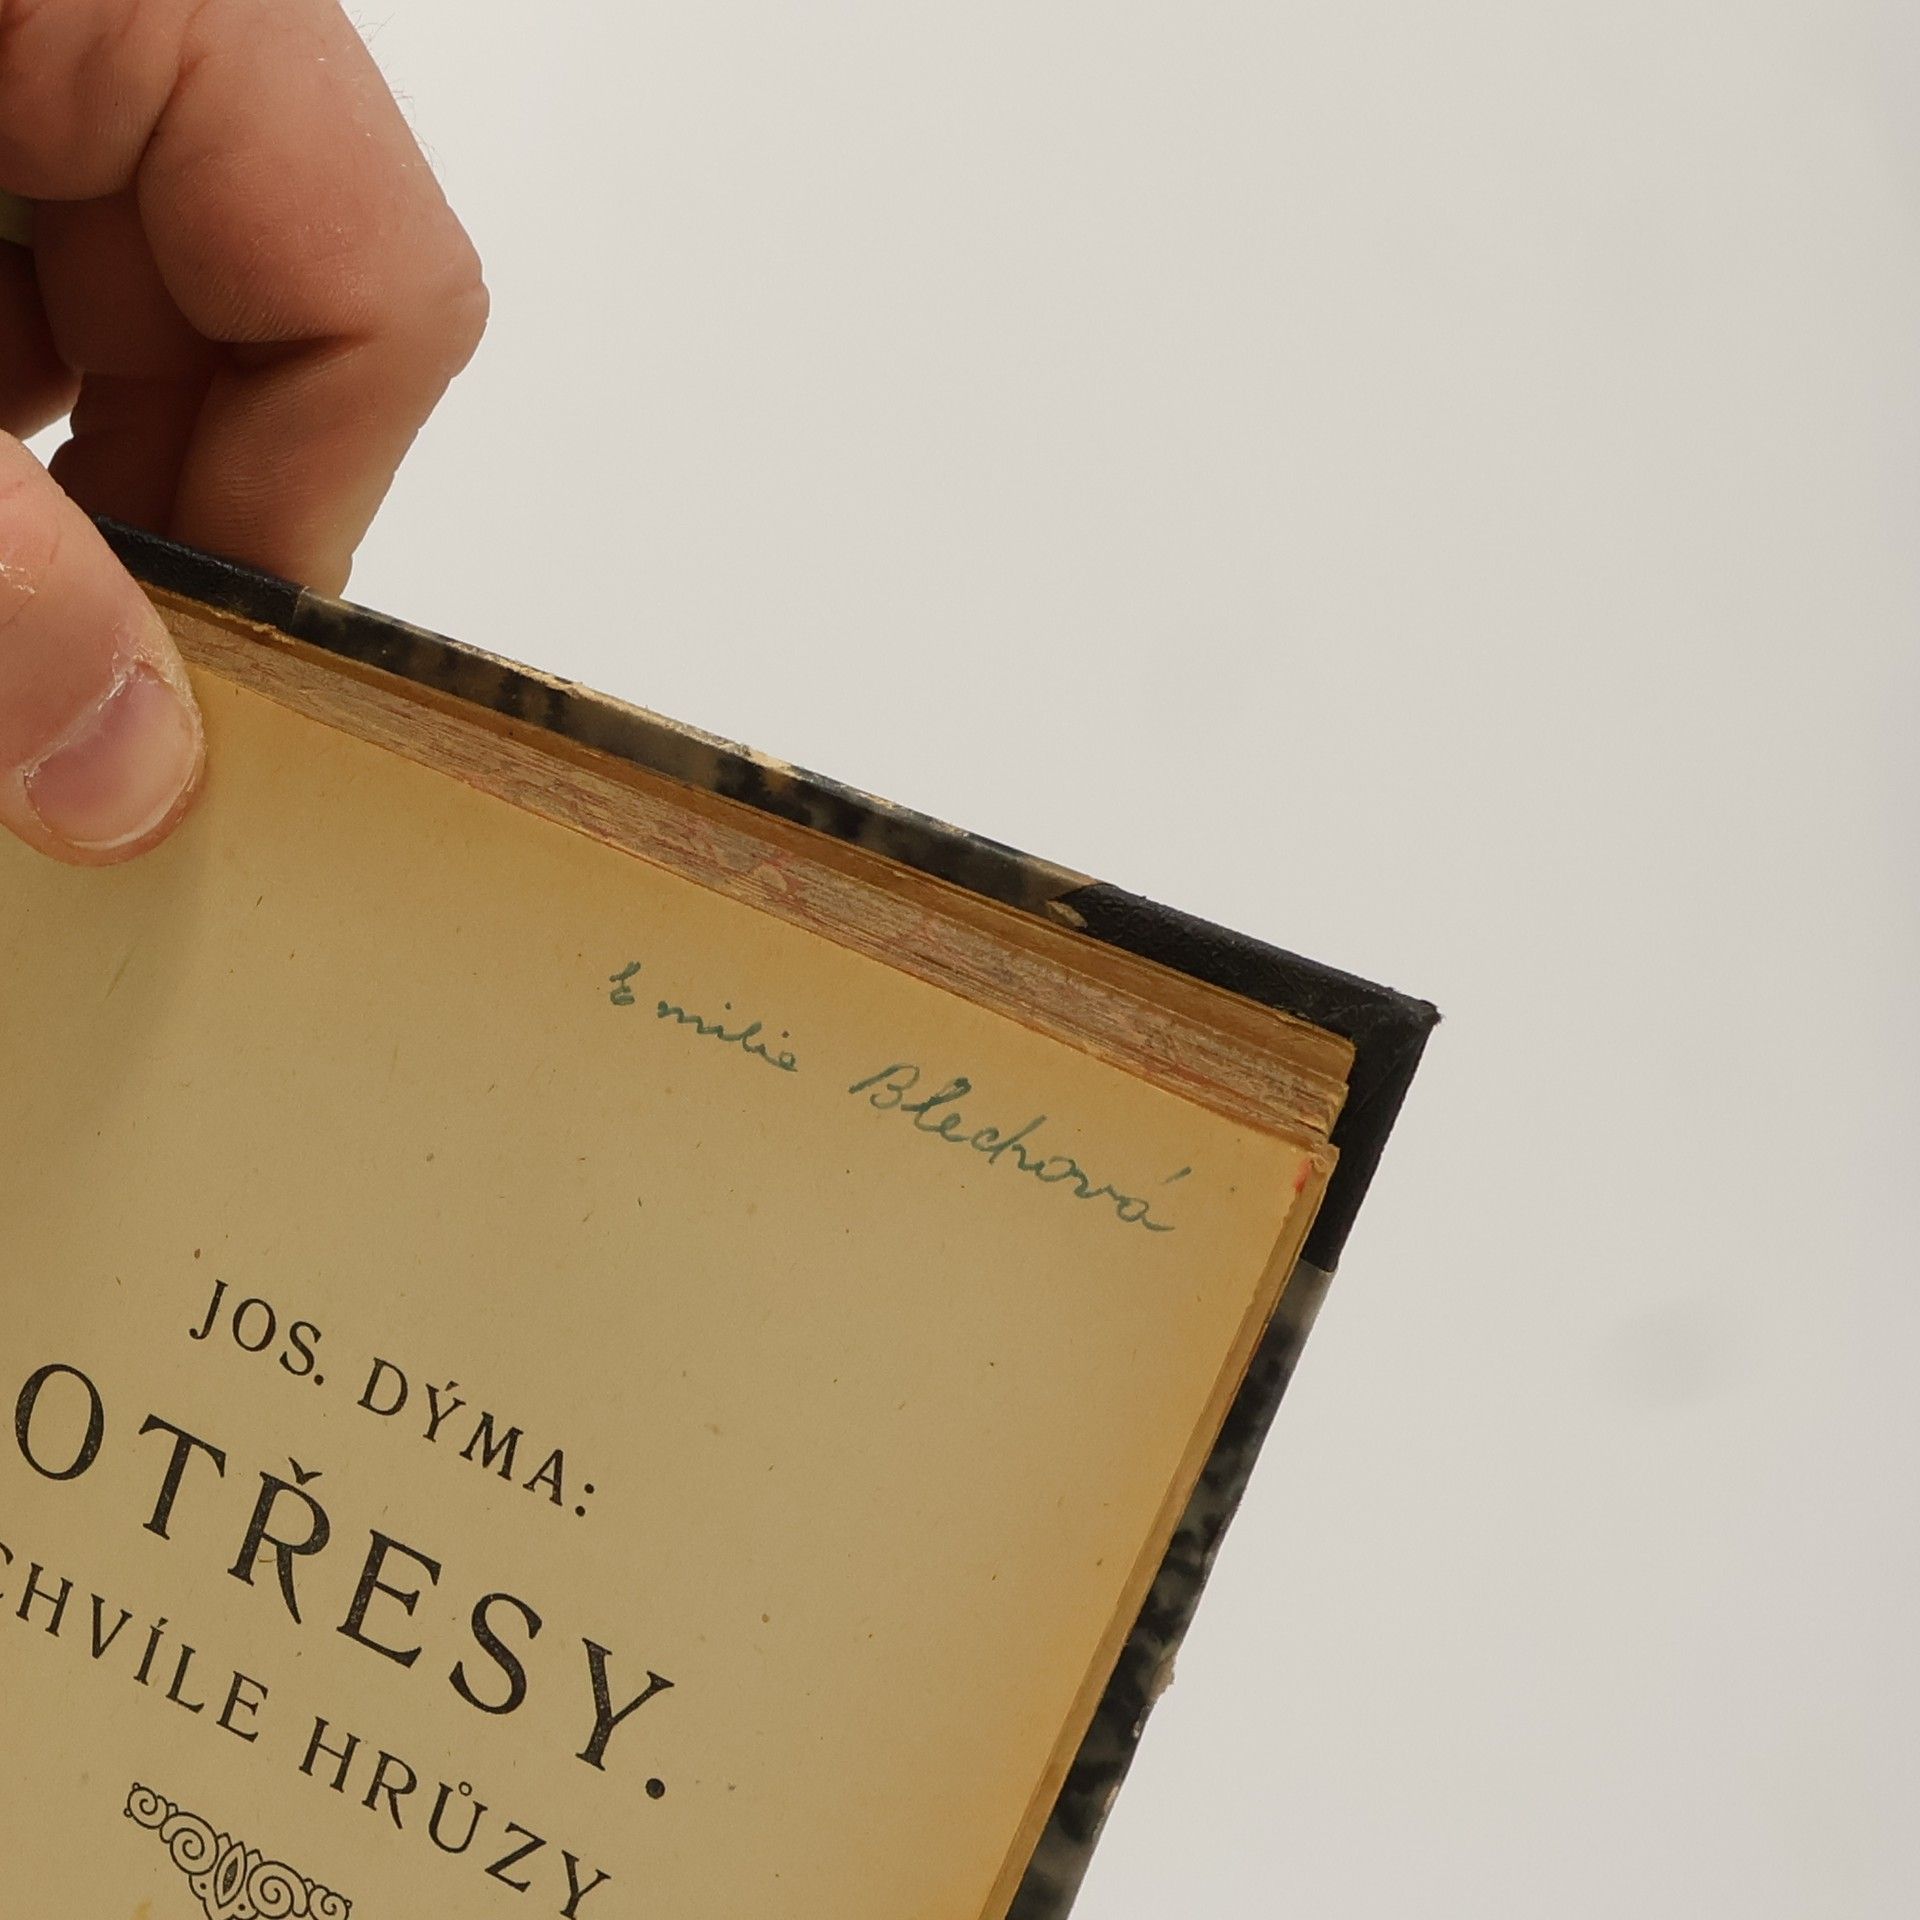 Emilie Blechová
JOS. DÝMA:
OTŘESY.
CHVÍLE HRŮZY